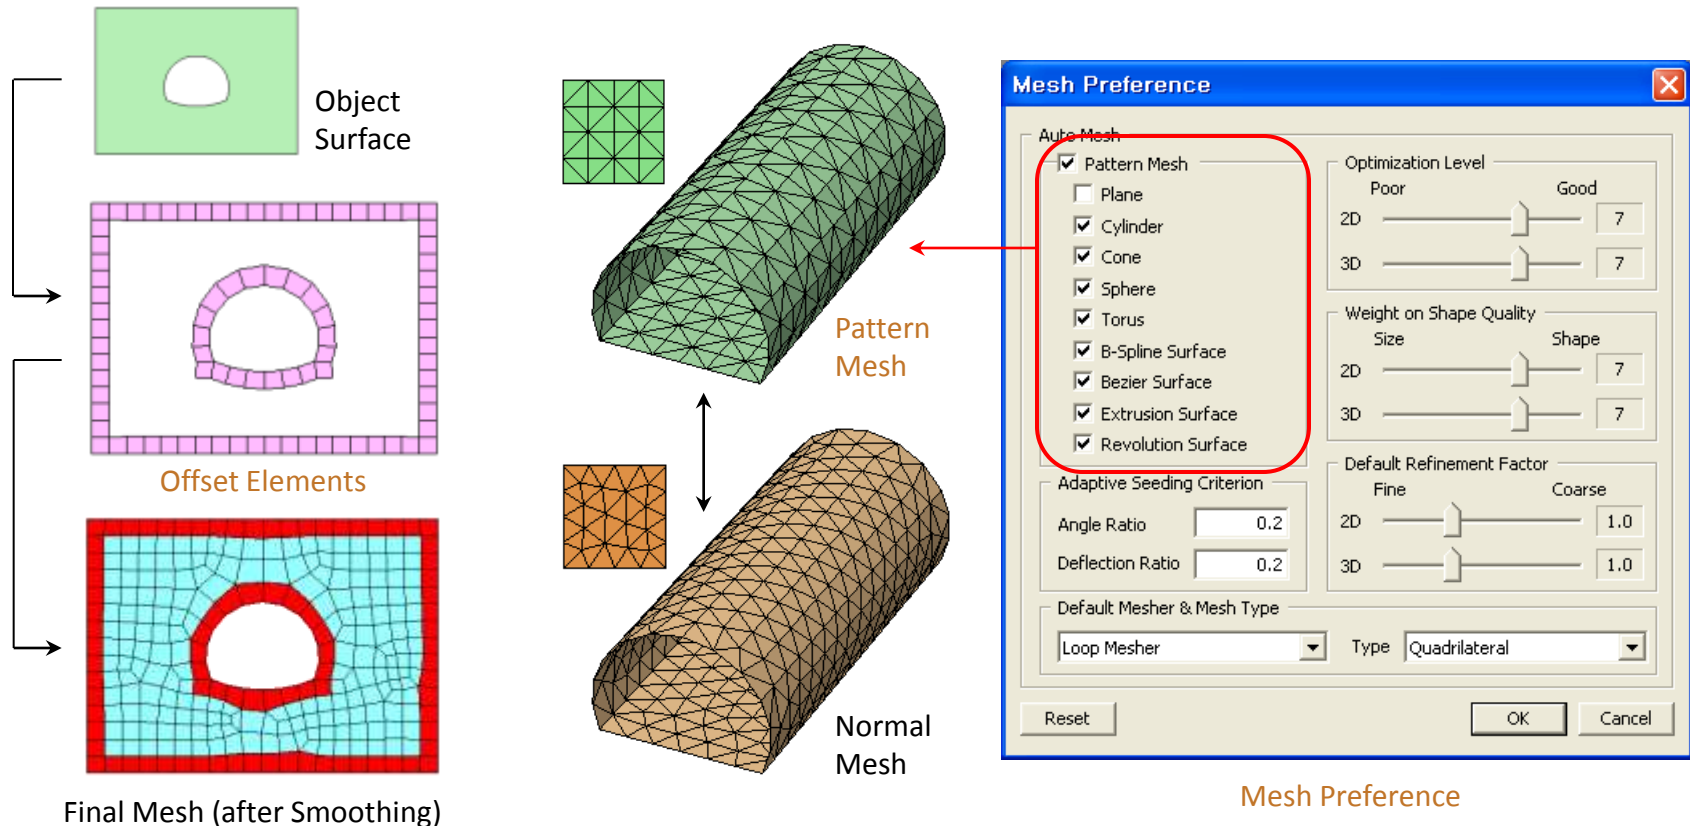 Object
Surface
Offset Elements
Final Mesh (after Smoothing)
Pattern
Mesh
Normal
Mesh
Mesh Preference
Auto Mesh
Pattern Mesh
Plane
Cylinder
Cone
Sphere
Torus
B-Spline Surface
Bezier Surface
Extrusion Surface
Revolution Surface
Optimization Level
Poor Good
2D 7
3D 7
Weight on Shape Quality
Size Shape
2D 7
3D 7
Adaptive Seeding Criterion
Angle Ratio 0.2
Deflection Ratio 0.2
Default Refinement Factor
Fine Coarse
2D 1.0
3D 1.0
Default Mesher & Mesh Type
Loop Mesher Type Quadrilateral
Reset OK Cancel
Mesh Preference